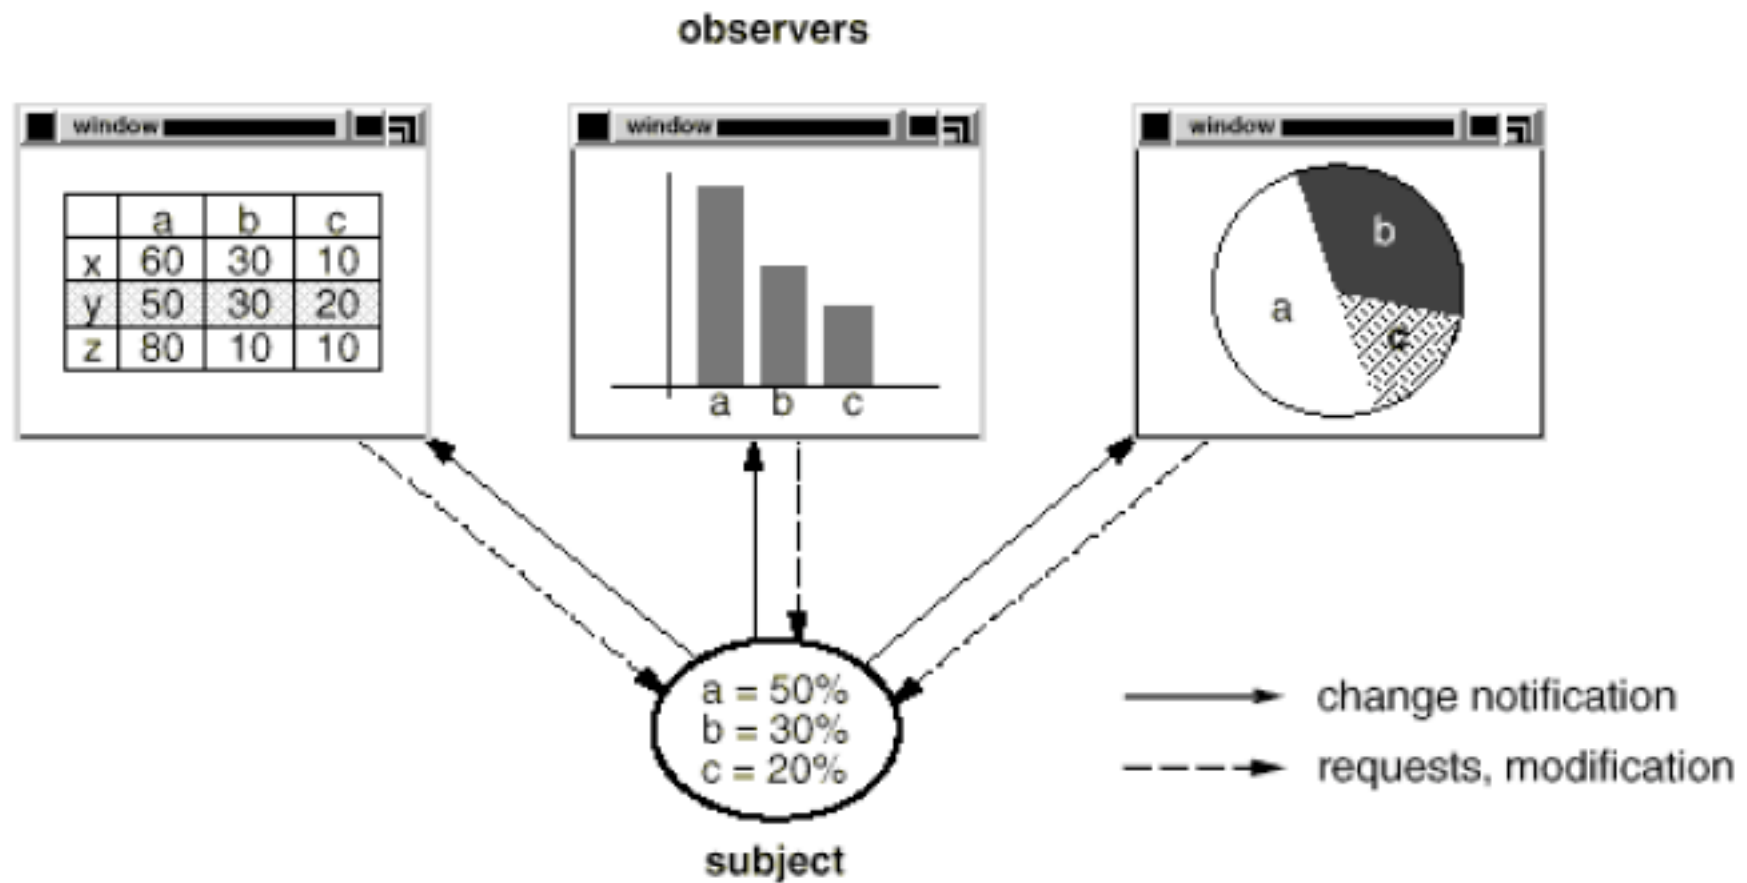 observers
window
window
window
a b c
x 60 30 10
y 50 30 20
z 80 10 10
a b c
b
a
c
a = 50%
b = 30%
c = 20%
change notification
requests, modification
subject